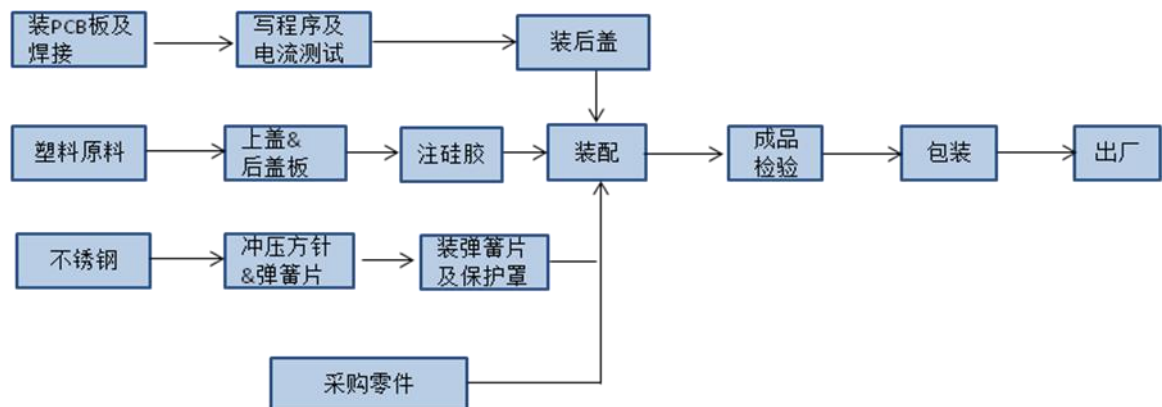 装PCB板及
焊接
写程序及
电流测试
装后盖
塑料原料
上盖&
后盖板
注硅胶
装配
成品
检验
包装
出厂
不锈钢
冲压方针
&弹簧片
装弹簧片
及保护罩
采购零件